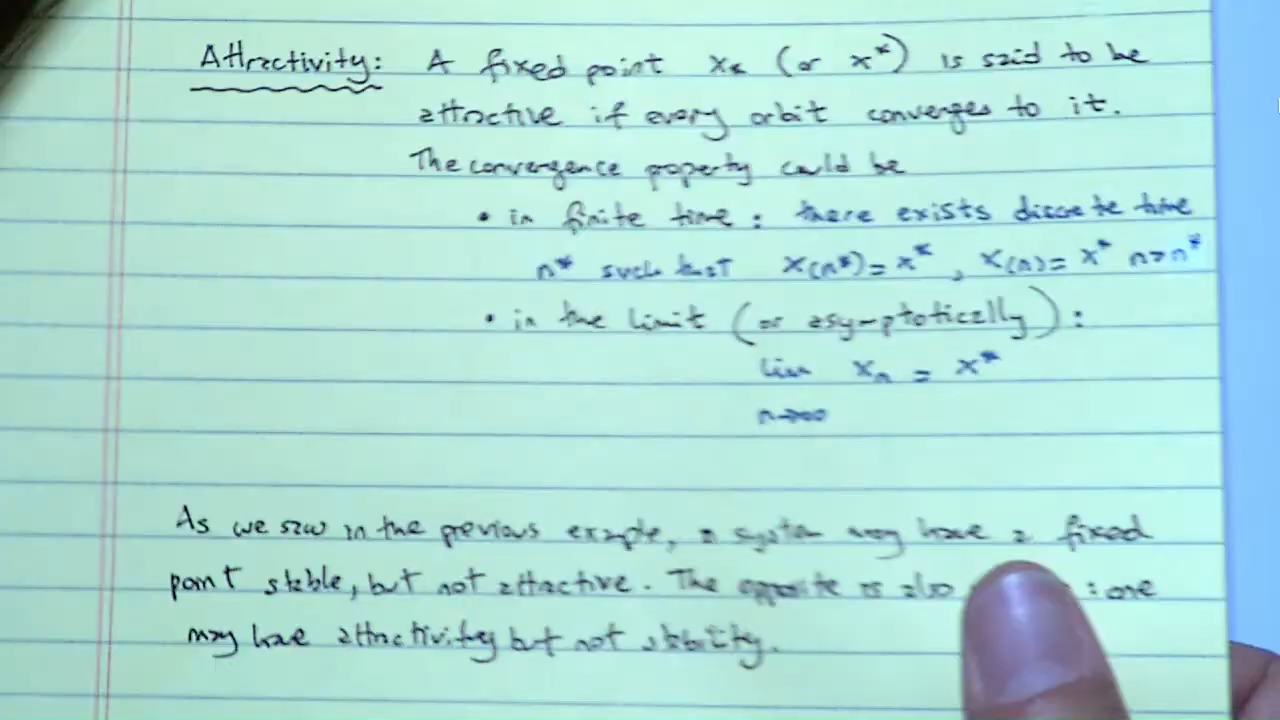 Attractivity: A fixed point x* (or x*) is said to be
attractive if every orbit converges to it.
The convergence property could be
• in finite time: there exists discrete time
n* such that x(n*) = x*, x(n) = x* n>n*
• in the limit (or asymptotically):
lim xn = x*
n→∞
As we saw in the previous example, a system may have a fixed
point stable, but not attractive. The opposite is also : one
may have attractivity but not stability.